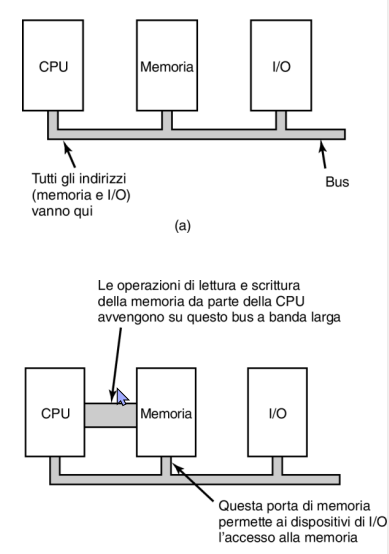 CPU
Memoria
I/O
Tutti gli indirizzi
(memoria e I/O)
vanno qui
Bus
(a)
Le operazioni di lettura e scrittura
della memoria da parte della CPU
avvengono su questo bus a banda larga
CPU
Memoria
I/O
Questa porta di memoria
permette ai dispositivi di I/O
l'accesso alla memoria